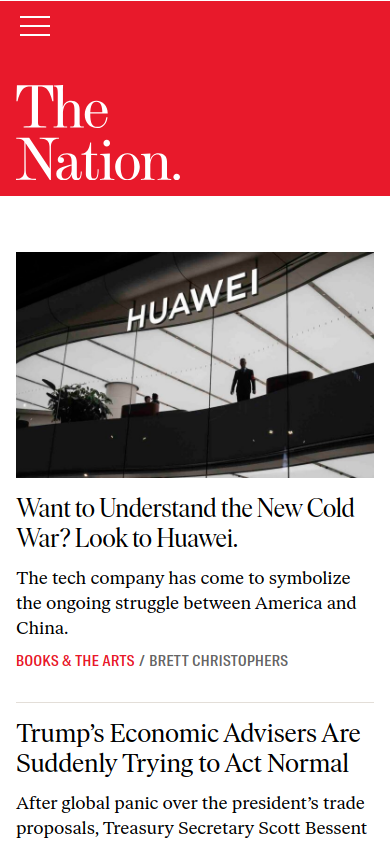 The
Nation.
HUAWEI
Want to Understand the New Cold
War? Look to Huawei.
The tech company has come to symbolize
the ongoing struggle between America and
China.
BOOKS & THE ARTS / BRETT CHRISTOPHERS
Trump’s Economic Advisers Are
Suddenly Trying to Act Normal
After global panic over the president’s trade
proposals, Treasury Secretary Scott Bessent